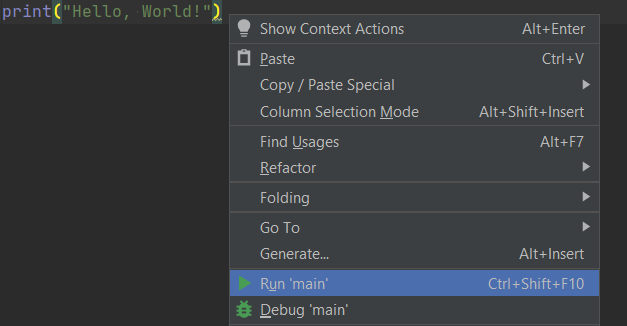 print("Hello, World!")
Show Context Actions Alt+Enter
Paste Ctrl+V
Copy / Paste Special
Column Selection Mode Alt+Shift+Insert
Find Usages Alt+F7
Refactor
Folding
Go To
Generate... Alt+Insert
Run 'main' Ctrl+Shift+F10
Debug 'main'